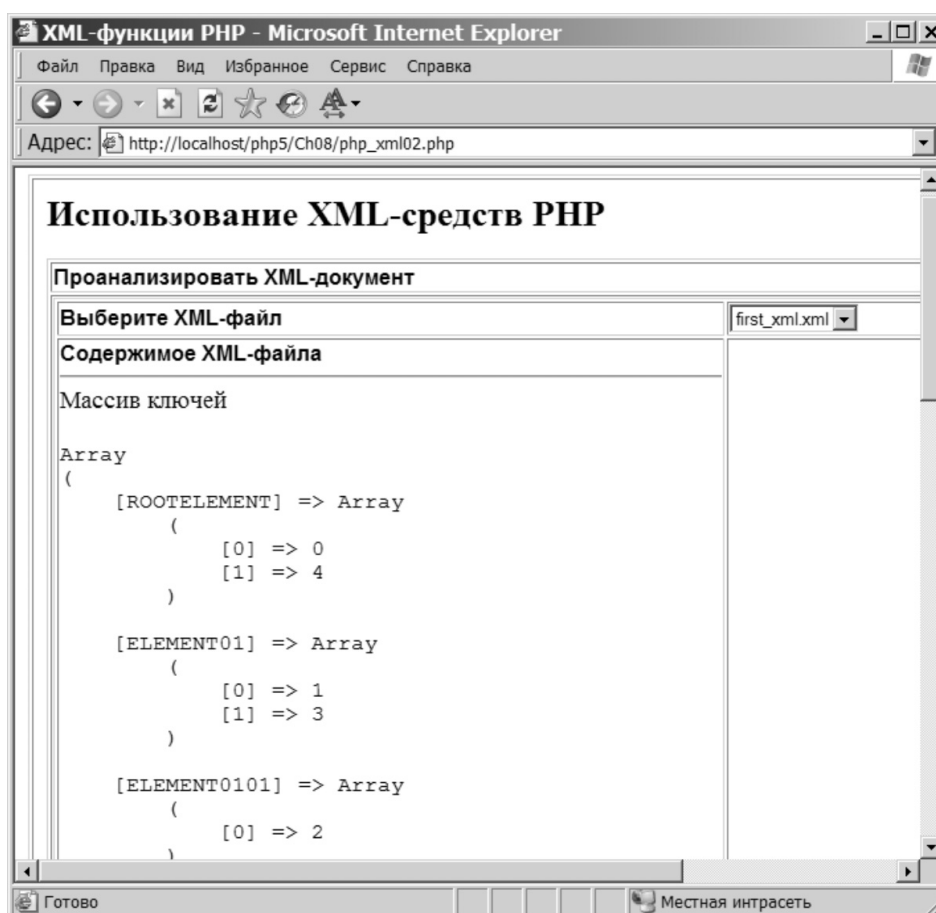 XML-функции PHP - Microsoft Internet Explorer
Файл Правка Вид Избранное Сервис Справка
Адрес: http://localhost/php5/Ch08/php_xml02.php
Использование XML-средств PHP
Проанализировать XML-документ
Выберите XML-файл first_xml.xml
Содержимое XML-файла
Массив ключей
Array
(
[ROOTELEMENT] => Array
(
[0] => 0
[1] => 4
)
[ELEMENT01] => Array
(
[0] => 1
[1] => 3
)
[ELEMENT0101] => Array
(
[0] => 2
)
Готово Местная интрасеть